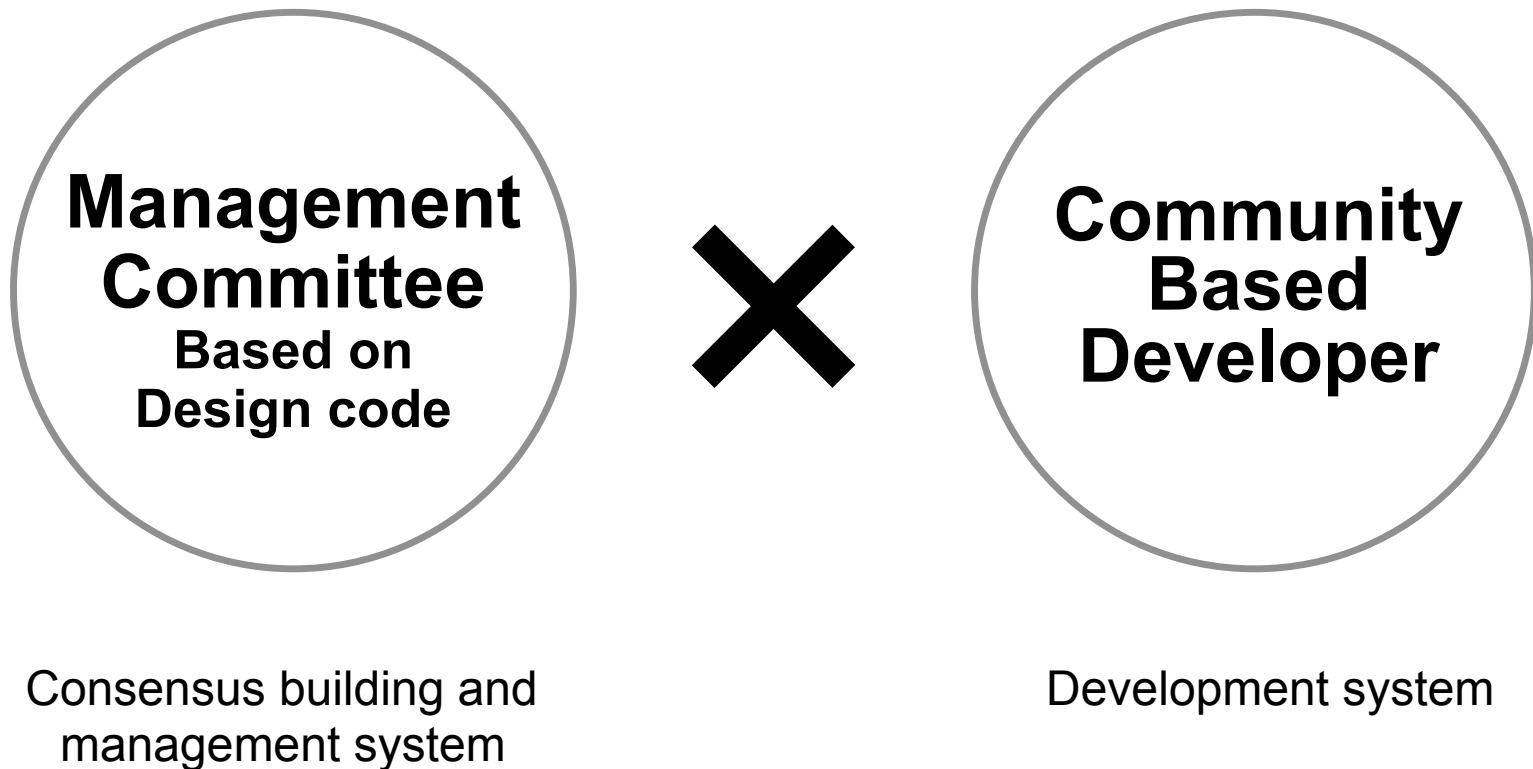 Management
Committee
Based on
Design code
Community
Based
Developer
Consensus building and
management system
Development system